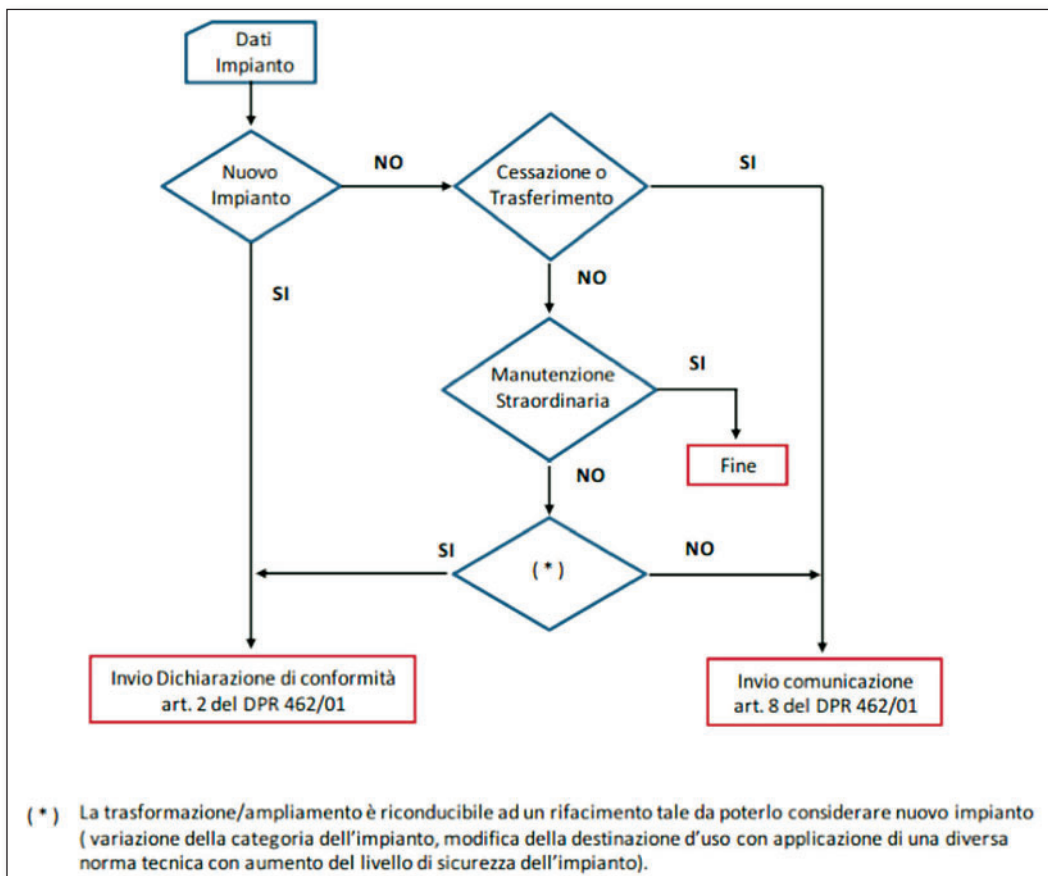 Dati
Impianto
Nuovo
Impianto
NO
Cessazione o
Trasferimento
SI
SI
NO
Manutenzione
Straordinaria
SI
Fine
NO
SI
( * )
NO
Invio Dichiarazione di conformità
art. 2 del DPR 462/01
Invio comunicazione
art. 8 del DPR 462/01
( * ) La trasformazione/ampliamento è riconducibile ad un rifacimento tale da poterlo considerare nuovo impianto
( variazione della categoria dell'impianto, modifica della destinazione d'uso con applicazione di una diversa
norma tecnica con aumento del livello di sicurezza dell'impianto).